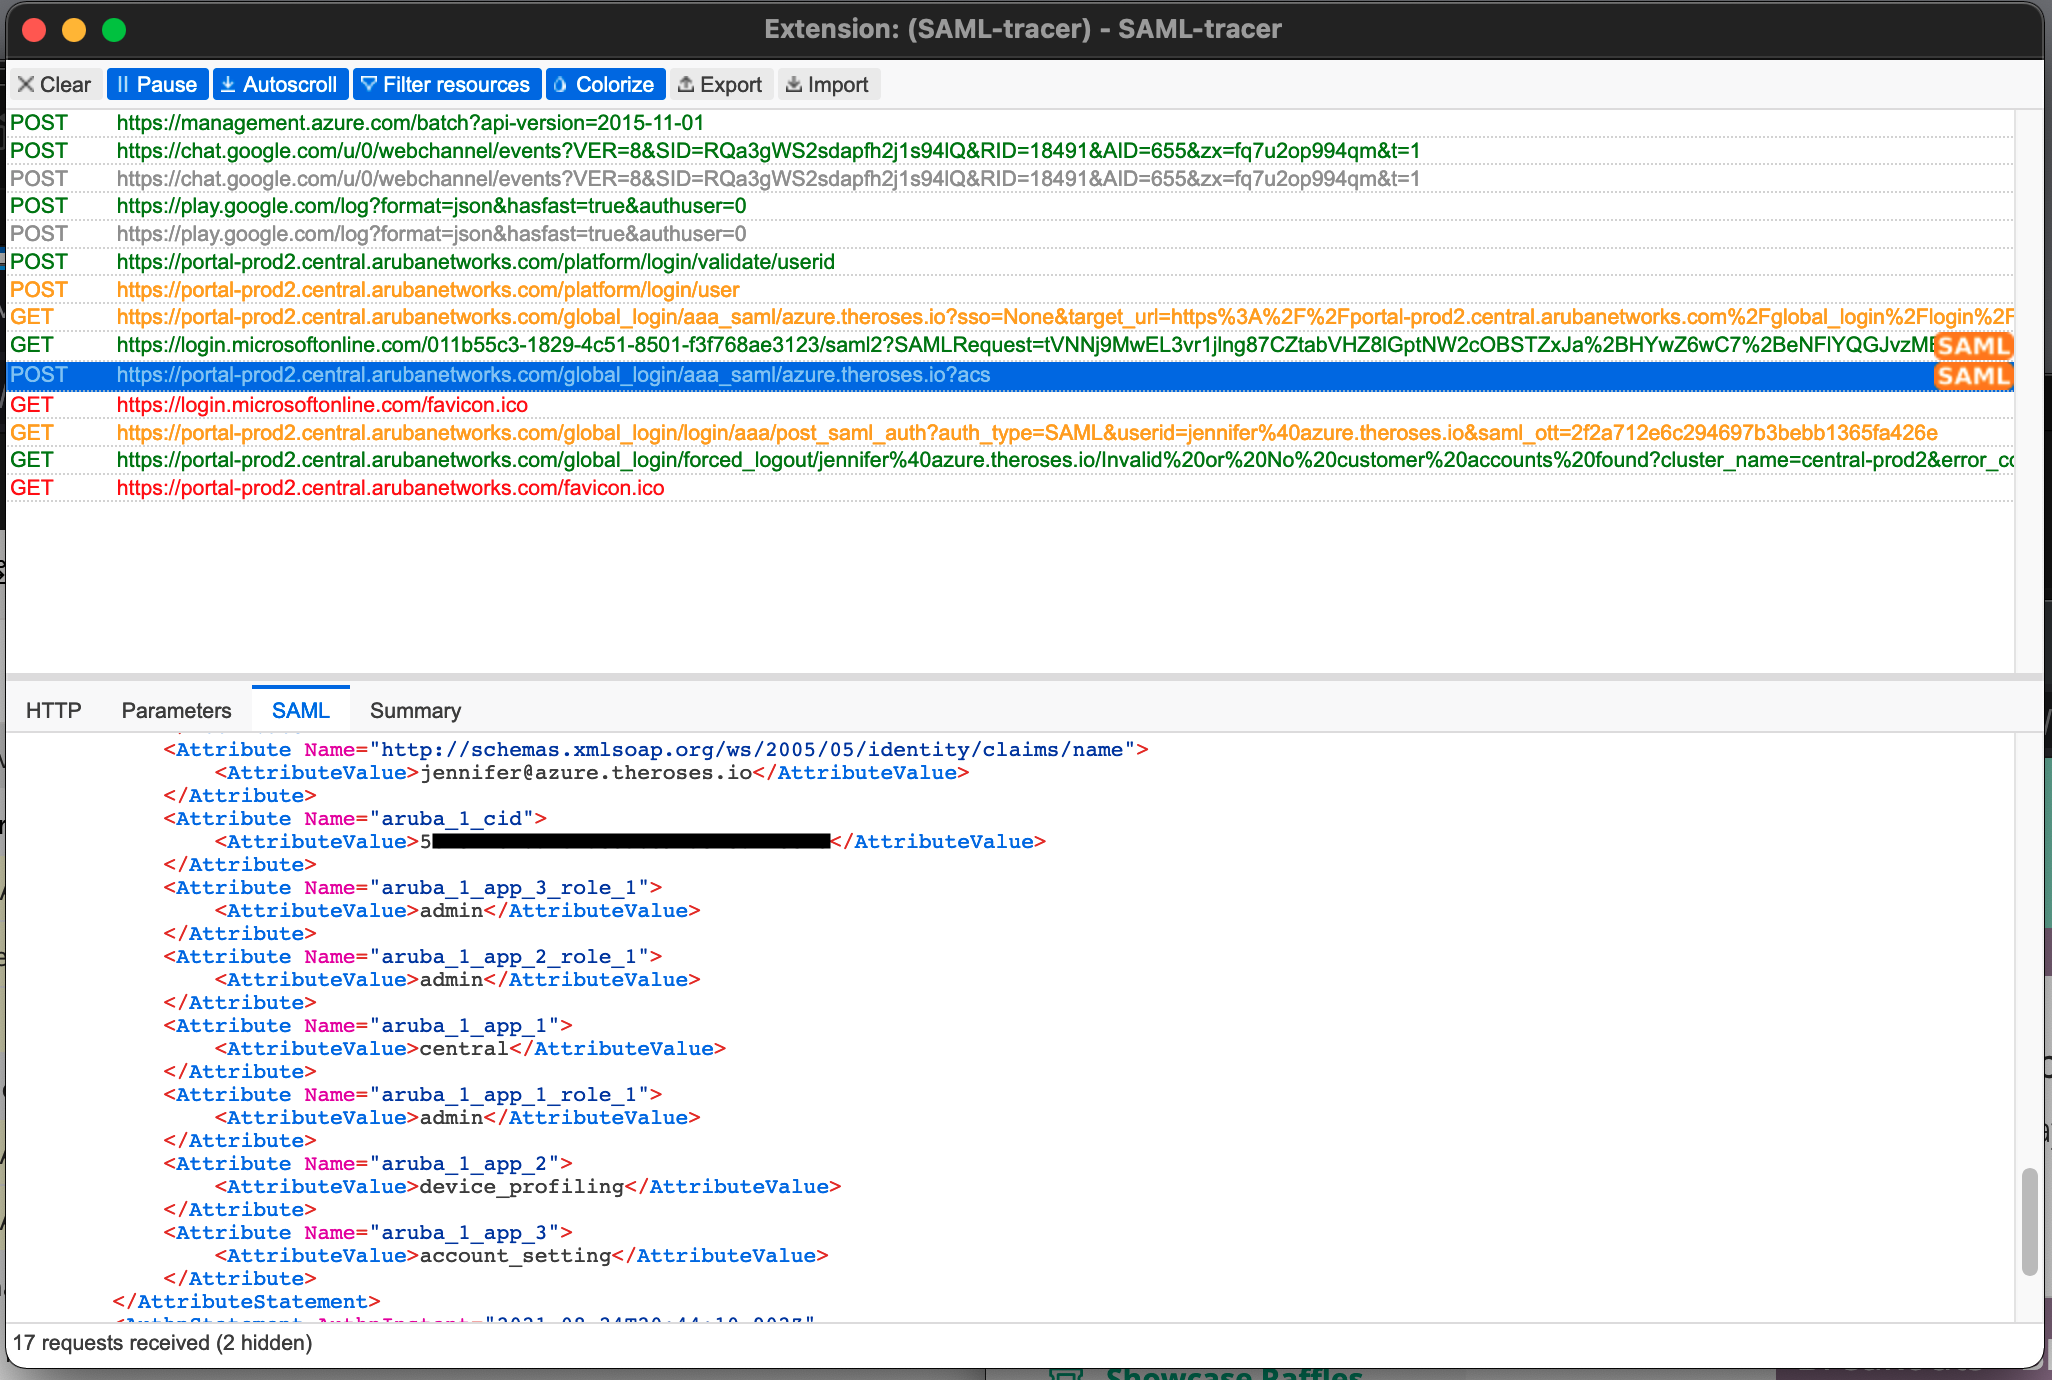 Extension: (SAML-tracer) - SAML-tracer
Clear Pause Autoscroll Filter resources Colorize Export Import
POST https://management.azure.com/batch?api-version=2015-11-01
POST https://chat.google.com/u/0/webchannel/events?VER=8&SID=RQa3gWS2sdapfh2j1s94lQ&RID=18491&AID=655&zx=fq7u2op994qm&t=1
POST https://chat.google.com/u/0/webchannel/events?VER=8&SID=RQa3gWS2sdapfh2j1s94lQ&RID=18491&AID=655&zx=fq7u2op994qm&t=1
POST https://play.google.com/log?format=json&hasfast=true&authuser=0
POST https://play.google.com/log?format=json&hasfast=true&authuser=0
POST https://portal-prod2.central.arubanetworks.com/platform/login/validate/userid
POST https://portal-prod2.central.arubanetworks.com/platform/login/user
GET https://portal-prod2.central.arubanetworks.com/global_login/aaa_saml/azure.theroses.io?sso=None&target_url=https%3A%2F%2Fportal-prod2.central.arubanetworks.com%2Fglobal_login%2Flogin%2F
GET https://login.microsoftonline.com/011b55c3-1829-4c51-8501-f3f768ae3123/saml2?SAMLRequest=tVNNj9MwEL3vr1jlng87CZtabVHZ8lGptNW2cOBSTZxJa%2BHYwZ6wC7%2BeNFlYQGJvzME SAML
POST https://portal-prod2.central.arubanetworks.com/global_login/aaa_saml/azure.theroses.io?acs SAML
GET https://login.microsoftonline.com/favicon.ico
GET https://portal-prod2.central.arubanetworks.com/global_login/login/aaa/post_saml_auth?auth_type=SAML&userid=jennifer%40azure.theroses.io&saml_ott=2f2a712e6c294697b3bebb1365fa426e
GET https://portal-prod2.central.arubanetworks.com/global_login/forced_logout/jennifer%40azure.theroses.io/Invalid%20or%20No%20customer%20accounts%20found?cluster_name=central-prod2&error_co
GET https://portal-prod2.central.arubanetworks.com/favicon.ico
HTTP Parameters SAML Summary
<Attribute Name="http://schemas.xmlsoap.org/ws/2005/05/identity/claims/name">
<AttributeValue>jennifer@azure.theroses.io</AttributeValue>
</Attribute>
<Attribute Name="aruba_1_cid">
<AttributeValue>5</AttributeValue>
</Attribute>
<Attribute Name="aruba_1_app_3_role_1">
<AttributeValue>admin</AttributeValue>
</Attribute>
<Attribute Name="aruba_1_app_2_role_1">
<AttributeValue>admin</AttributeValue>
</Attribute>
<Attribute Name="aruba_1_app_1">
<AttributeValue>central</AttributeValue>
</Attribute>
<Attribute Name="aruba_1_app_1_role_1">
<AttributeValue>admin</AttributeValue>
</Attribute>
<Attribute Name="aruba_1_app_2">
<AttributeValue>device_profiling</AttributeValue>
</Attribute>
<Attribute Name="aruba_1_app_3">
<AttributeValue>account_setting</AttributeValue>
</Attribute>
</AttributeStatement>
17 requests received (2 hidden)
Showcase Raffles